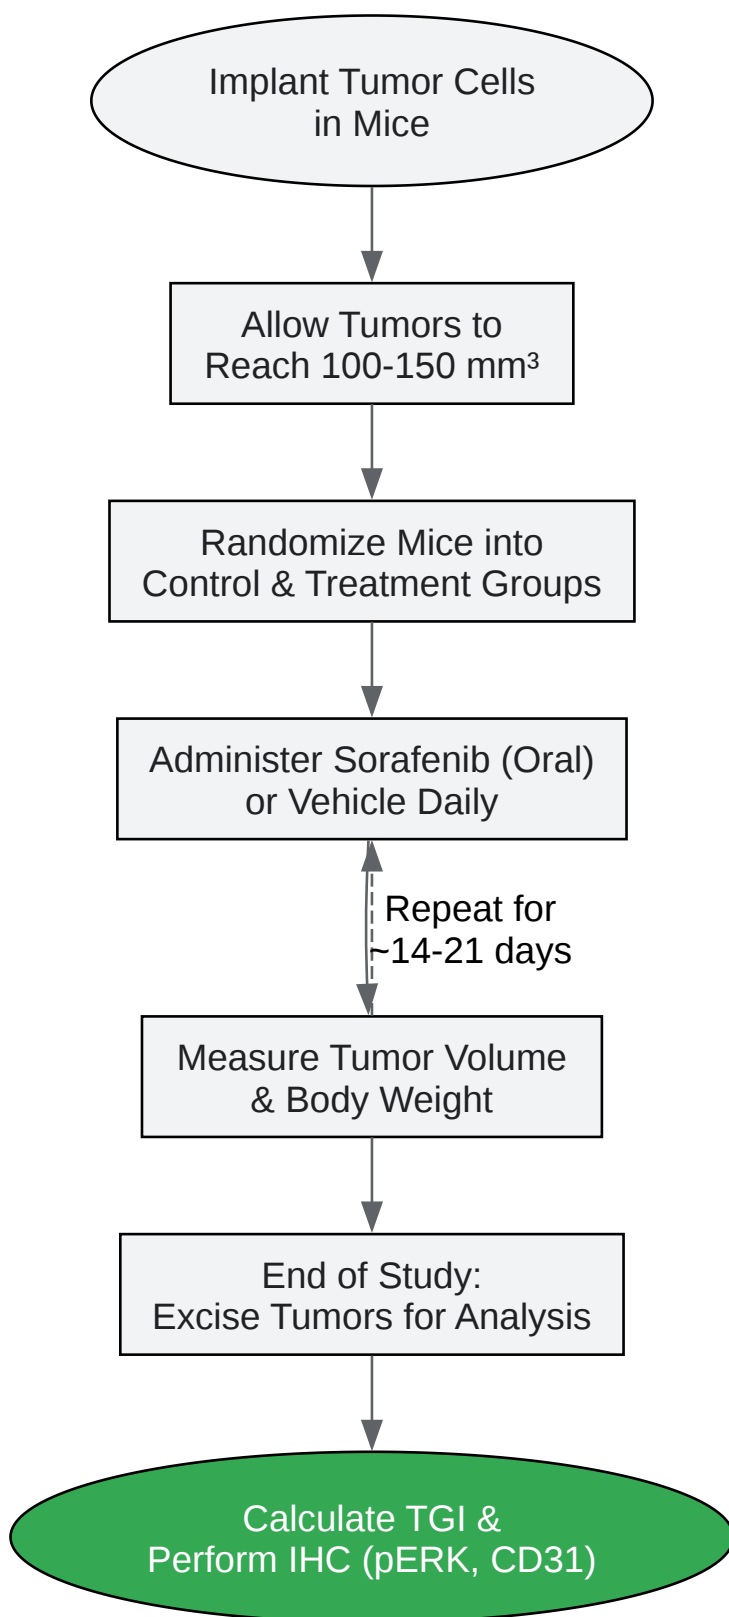 Implant Tumor Cells
in Mice
Allow Tumors to
Reach 100-150 mm³
Randomize Mice into
Control & Treatment Groups
Administer Sorafenib (Oral)
or Vehicle Daily
Repeat for
~14-21 days
Measure Tumor Volume
& Body Weight
End of Study:
Excise Tumors for Analysis
Calculate TGI &
Perform IHC (pERK, CD31)